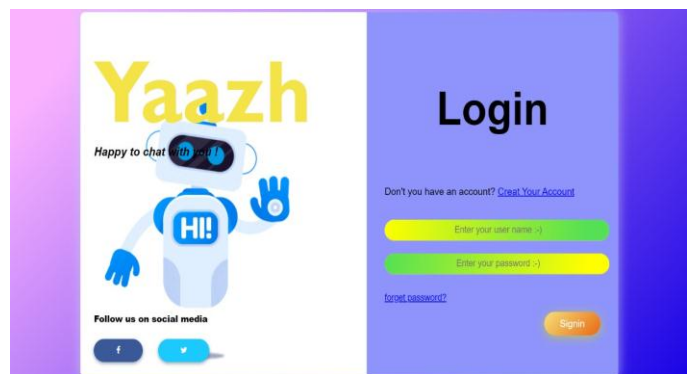 Yaazh
Happy to chat with you !
HI!
Follow us on social media
f
Login
Don't you have an account? Creat Your Account
Enter your user name :-)
Enter your password :-)
forget password?
Signin